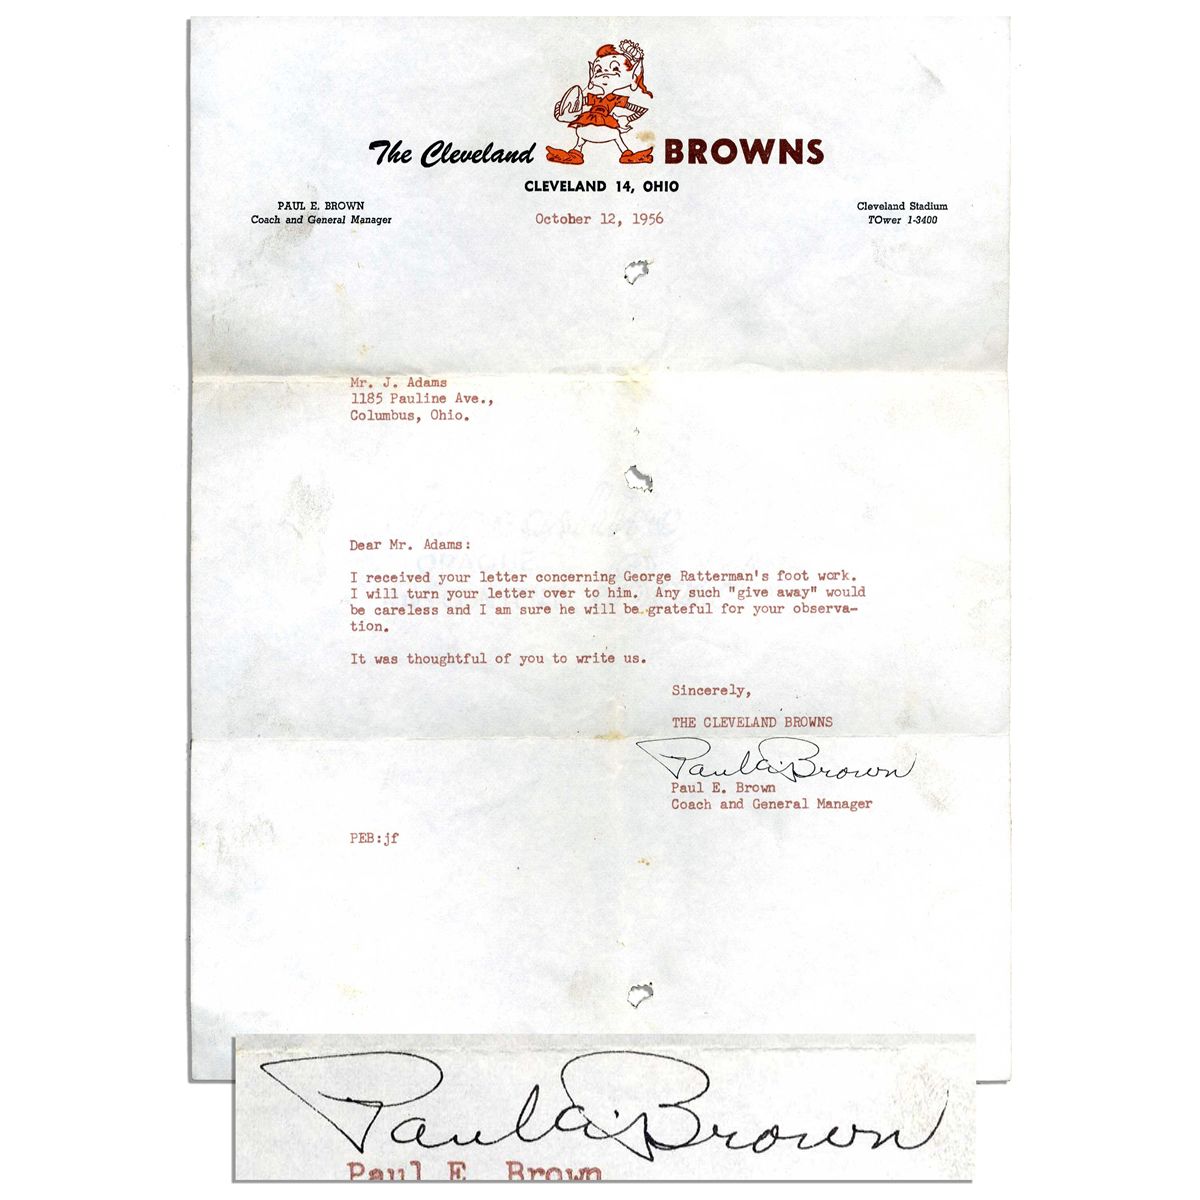 The Cleveland BROWNS
CLEVELAND 14, OHIO
PAUL E. BROWN
Coach and General Manager
October 12, 1956
Cleveland Stadium
TOwer 1-3400
Mr. J. Adams
1185 Pauline Ave.,
Columbus, Ohio.
Dear Mr. Adams:
I received your letter concerning George Ratterman's foot work.
I will turn your letter over to him. Any such "give away" would
be careless and I am sure he will be grateful for your observa-
tion.
It was thoughtful of you to write us.
Sincerely,
THE CLEVELAND BROWNS
Paul E. Brown
Paul E. Brown
Coach and General Manager
PEB:jf
Paul E. Brown
Paul E. Brown